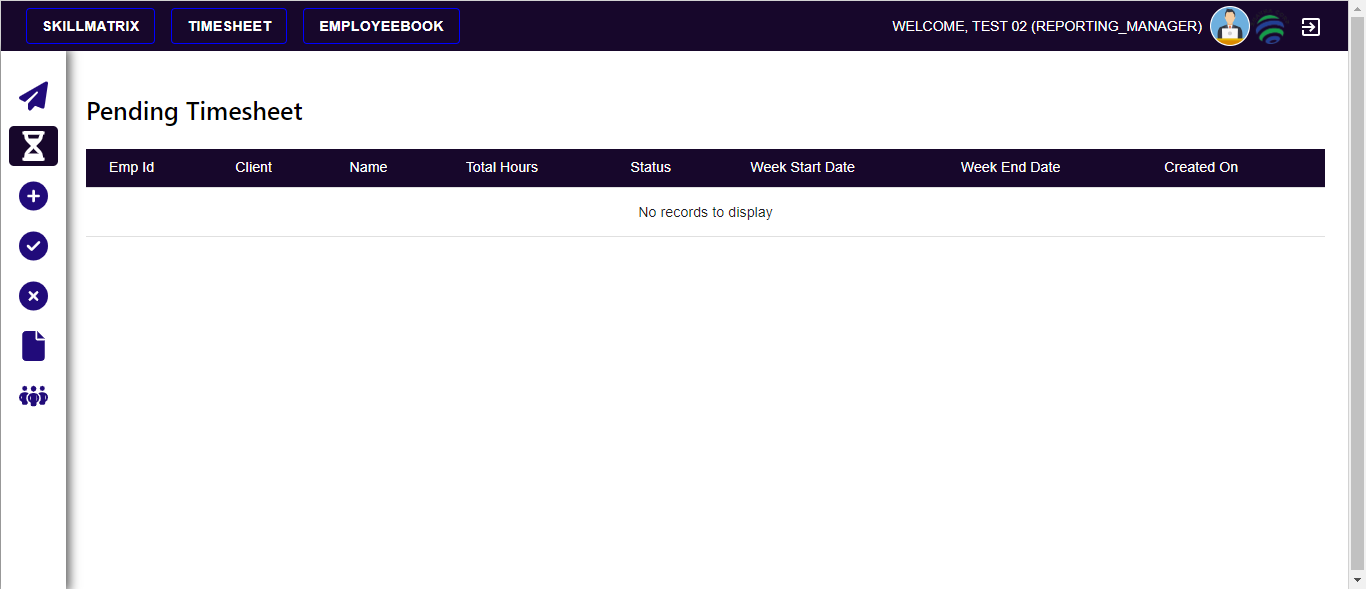 SKILLMATRIX TIMESHEET EMPLOYEEBOOK WELCOME, TEST 02 (REPORTING_MANAGER)
Pending Timesheet
Emp Id Client Name Total Hours Status Week Start Date Week End Date Created On
No records to display